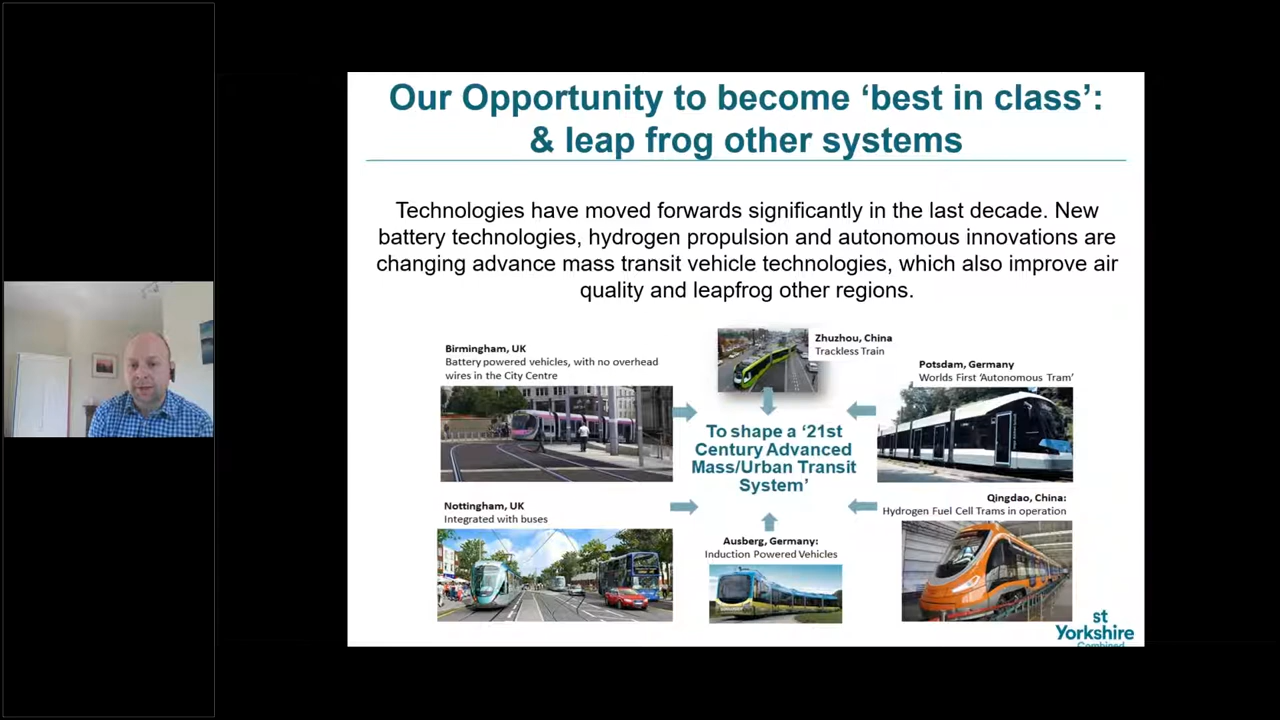 Our Opportunity to become ‘best in class’:
& leap frog other systems
Technologies have moved forwards significantly in the last decade. New
battery technologies, hydrogen propulsion and autonomous innovations are
changing advance mass transit vehicle technologies, which also improve air
quality and leapfrog other regions.
Birmingham, UK
Battery powered vehicles, with no overhead
wires in the City Centre
Zhuzhou, China
Trackless Train
Potsdam, Germany
Worlds First ‘Autonomous Tram’
To shape a ‘21st
Century Advanced
Mass/Urban Transit
System’
Nottingham, UK
Integrated with buses
Ausberg, Germany:
Induction Powered Vehicles
Qingdao, China:
Hydrogen Fuel Cell Trams in operation
st
Yorkshire
Combined